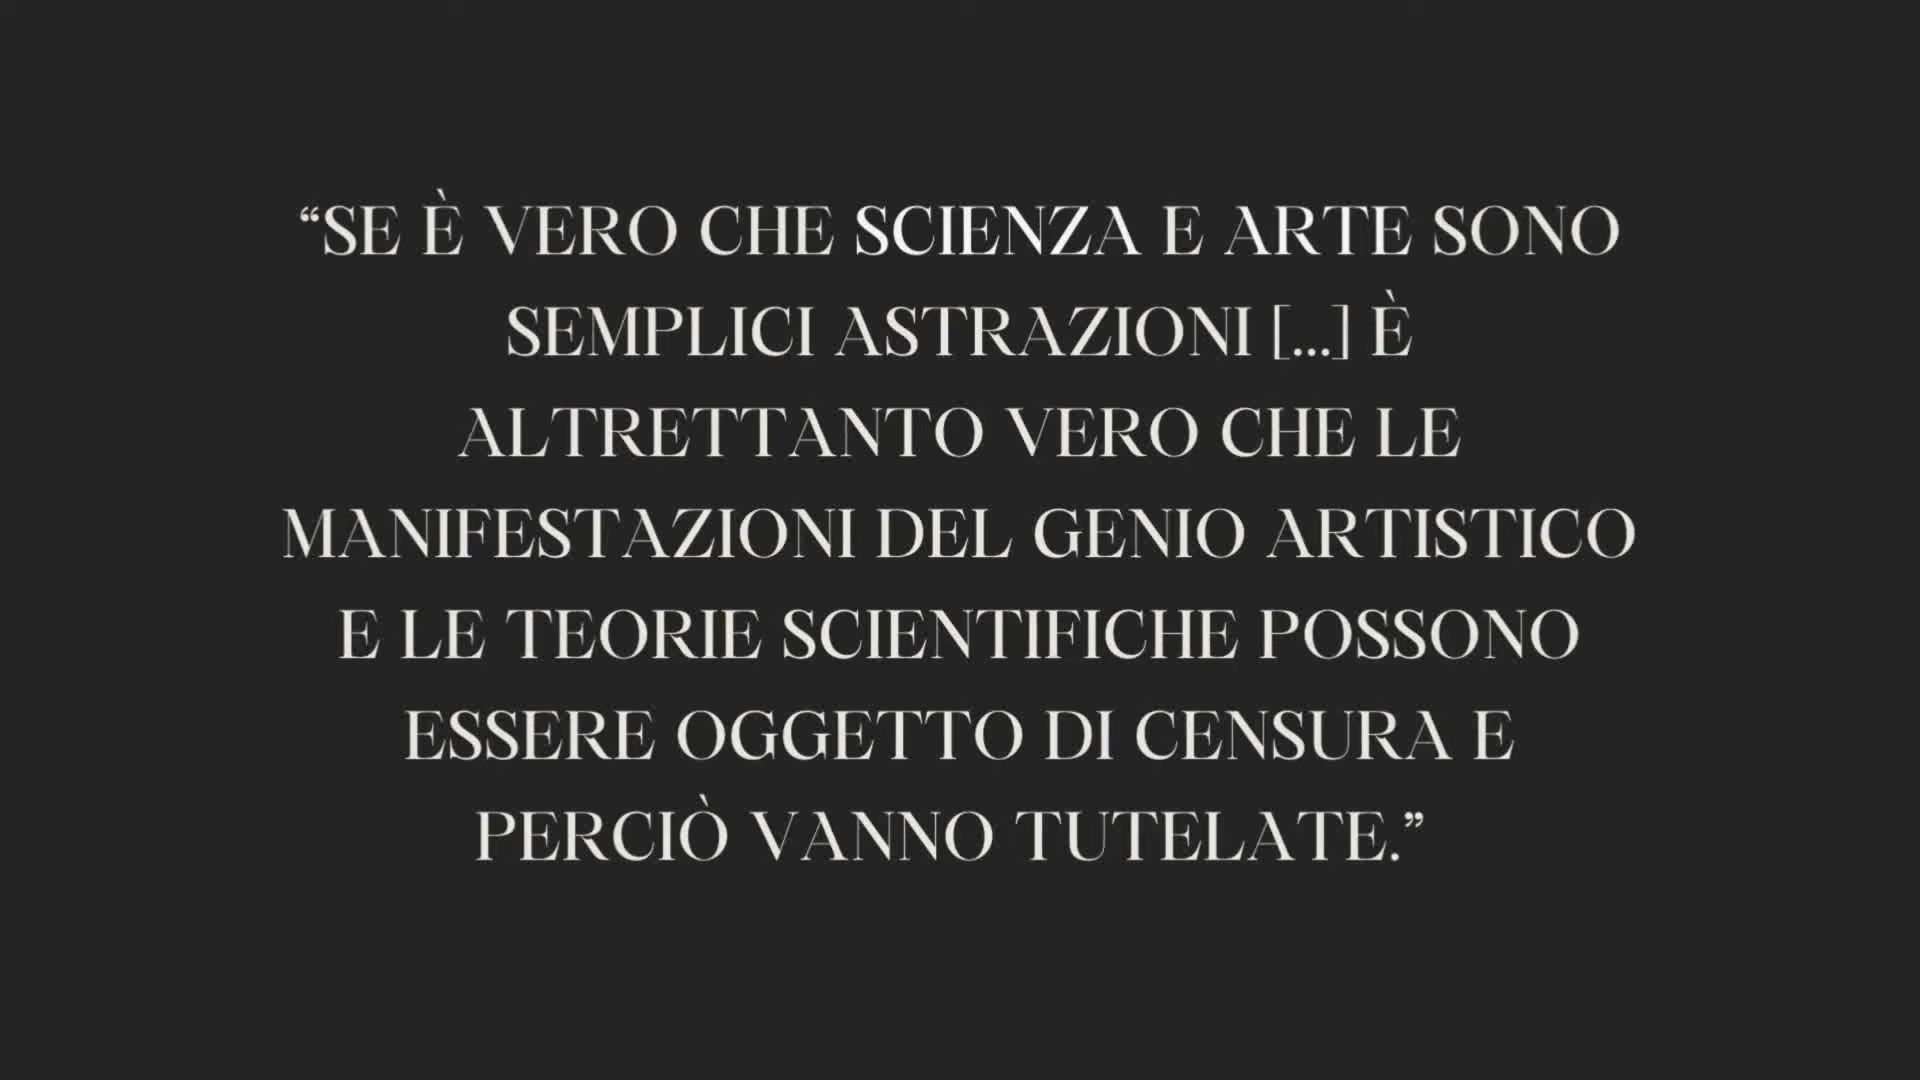 “SE È VERO CHE SCIENZA E ARTE SONO
SEMPLICI ASTRAZIONI [...] È
ALTRETTANTO VERO CHE LE
MANIFESTAZIONI DEL GENIO ARTISTICO
E LE TEORIE SCIENTIFICHE POSSONO
ESSERE OGGETTO DI CENSURA E
PERCIÒ VANNO TUTELATE.”